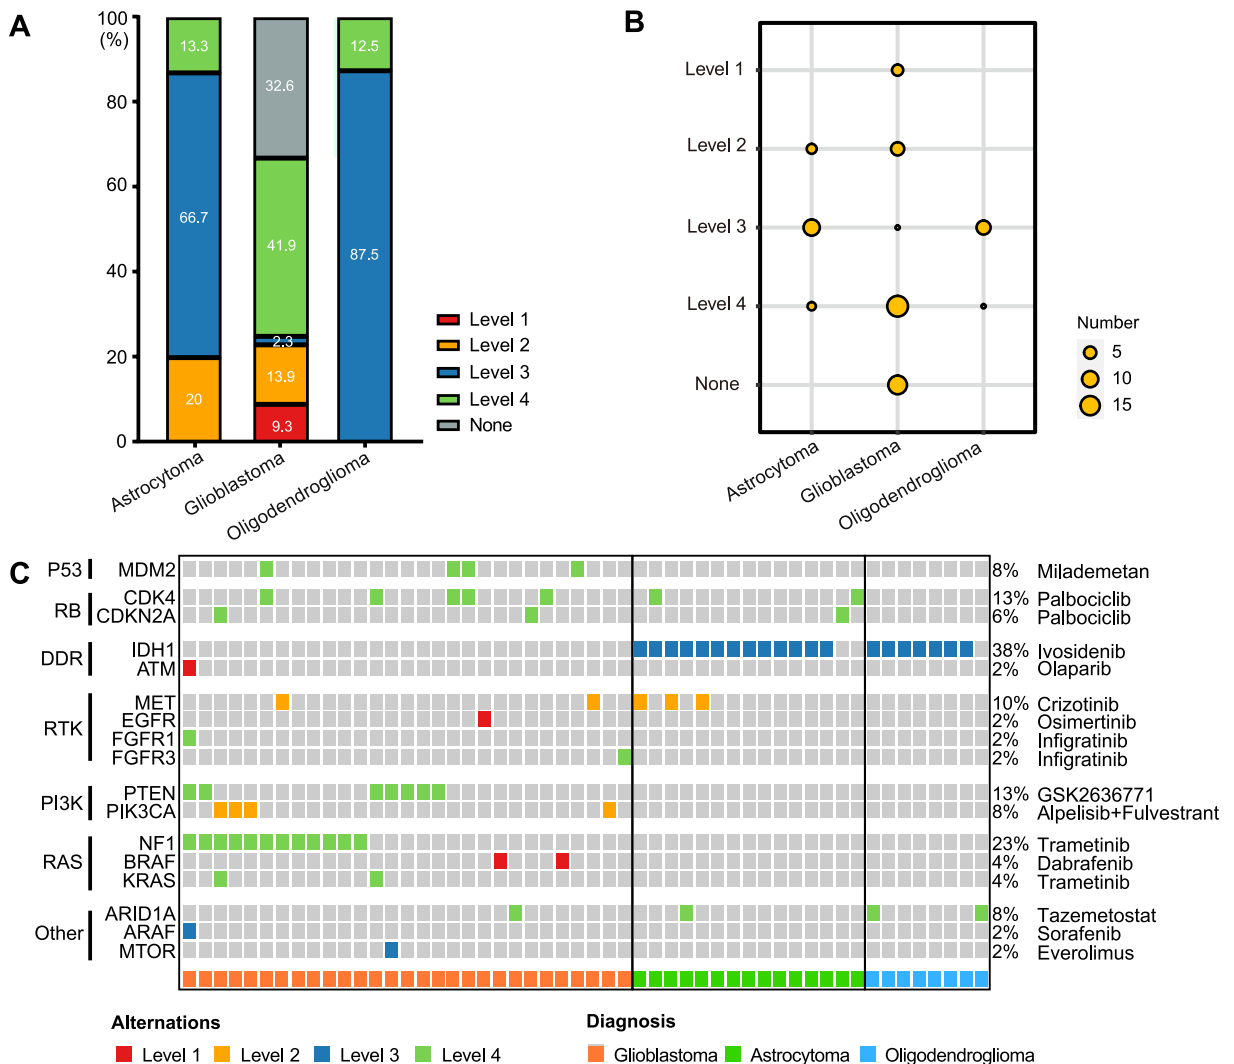 A
100
(%)
80
60
40
20
0
13.3
66.7
20
32.6
41.9
2.3
13.9
9.3
12.5
87.5
Astrocytoma
Glioblastoma
Oligodendroglioma
Level 1
Level 2
Level 3
Level 4
None
B
Level 1
Level 2
Level 3
Level 4
None
Astrocytoma
Glioblastoma
Oligodendroglioma
Number
5
10
15
C
P53 MDM2 8% Milademetan
RB
CDK4 13% Palbociclib
CDKN2A 6% Palbociclib
DDR
IDH1 38% Ivosidenib
ATM 2% Olaparib
RTK
MET 10% Crizotinib
EGFR 2% Osimertinib
FGFR1 2% Infigratinib
FGFR3 2% Infigratinib
PI3K
PTEN 13% GSK2636771
PIK3CA 8% Alpelisib+Fulvestrant
RAS
NF1 23% Trametinib
BRAF 4% Dabrafenib
KRAS 4% Trametinib
Other
ARID1A 8% Tazemetostat
ARAF 2% Sorafenib
MTOR 2% Everolimus
Alternations
Level 1 Level 2 Level 3 Level 4
Diagnosis
Glioblastoma Astrocytoma Oligodendroglioma